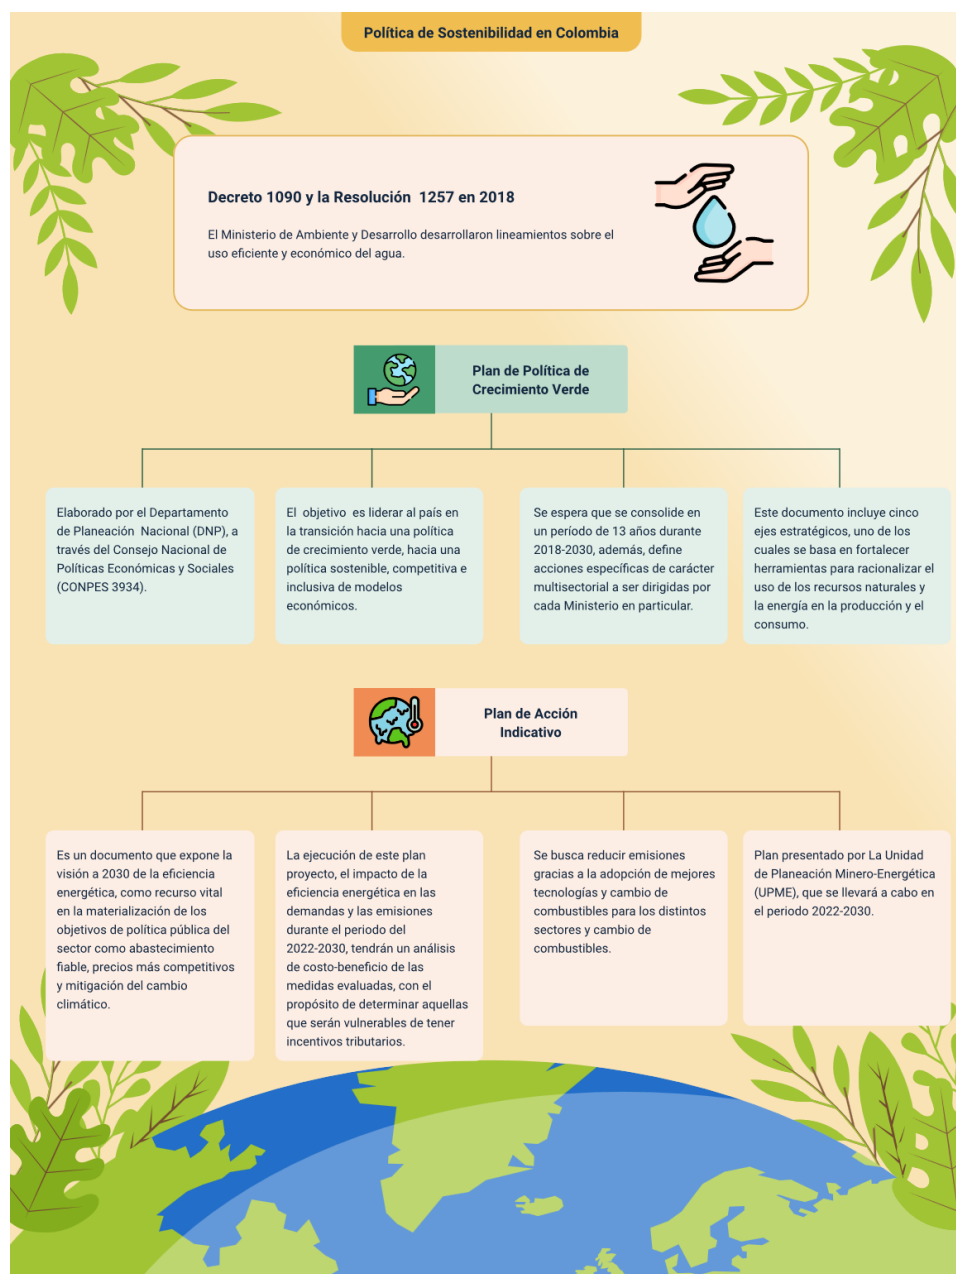 Política de Sostenibilidad en Colombia
Decreto 1090 y la Resolución 1257 en 2018
El Ministerio de Ambiente y Desarrollo desarrollaron lineamientos sobre el
uso eficiente y económico del agua.
Plan de Política de
Crecimiento Verde
Elaborado por el Departamento
de Planeación Nacional (DNP), a
través del Consejo Nacional de
Políticas Económicas y Sociales
(CONPES 3934).
El objetivo es liderar al país en
la transición hacia una política
de crecimiento verde, hacia una
política sostenible, competitiva e
inclusiva de modelos
económicos.
Se espera que se consolide en
un período de 13 años durante
2018-2030, además, define
acciones específicas de carácter
multisectorial a ser dirigidas por
cada Ministerio en particular.
Este documento incluye cinco
ejes estratégicos, uno de los
cuales se basa en fortalecer
herramientas para racionalizar el
uso de los recursos naturales y
la energía en la producción y el
consumo.
Plan de Acción
Indicativo
Es un documento que expone la
visión a 2030 de la eficiencia
energética, como recurso vital
en la materialización de los
objetivos de política pública del
sector como abastecimiento
fiable, precios más competitivos
y mitigación del cambio
climático.
La ejecución de este plan
proyecto, el impacto de la
eficiencia energética en las
demandas y las emisiones
durante el periodo del
2022-2030, tendrán un análisis
de costo-beneficio de las
medidas evaluadas, con el
propósito de determinar aquellas
que serán vulnerables de tener
incentivos tributarios.
Se busca reducir emisiones
gracias a la adopción de mejores
tecnologías y cambio de
combustibles para los distintos
sectores y cambio de
combustibles.
Plan presentado por La Unidad
de Planeación Minero-Energética
(UPME), que se llevará a cabo en
el periodo 2022-2030.